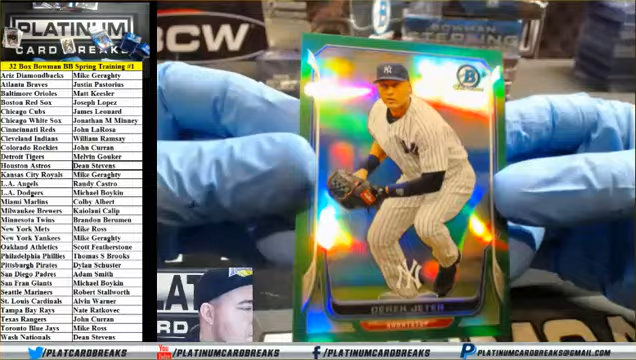 PLATINUM
CARD BREAKS
32 Box Bowman BB Spring Training #1
Ariz Diamondbacks Mike Geraghty
Atlanta Braves Justin Pastorius
Baltimore Orioles Matt Keesler
Boston Red Sox Joseph Lopez
Chicago Cubs James Leonard
Chicago White Sox Jonathan M Minney
Cinncinati Reds John LaRosa
Cleveland Indians William Ramsay
Colorado Rockies John Curran
Detroit Tigers Melvin Gouker
Houston Astros Dean Stevens
Kansas City Royals Mike Geraghty
L.A. Angels Randy Castro
L.A. Dodgers Michael Boykin
Miami Marlins Colby Albert
Milwaukee Brewers Kaiolani Calip
Minnesota Twins Brandon Berumen
New York Mets Mike Ross
New York Yankees Mike Geraghty
Oakland Athletics Scott Featherstone
Philadelphia Phillies Thomas S Brooks
Pittsburgh Pirates Dylan Schuster
San Diego Padres Adam Smith
San Fran Giants Michael Boykin
Seattle Mariners Robert Stallworth
St. Louis Cardinals Alvin Warner
Tampa Bay Rays Nate Ratkovec
Texas Rangers John Curran
Toronto Blue Jays Mike Ross
Wash Nationals Dean Stevens
BCW
BOWMAN
STERLING
DEREK JETER
/PLATCARDBREAKS
@PLATINUMCARDBREAKS
/PLATINUMCARDBREAKS
PLATINUMCARDBREAKS@GMAIL.COM